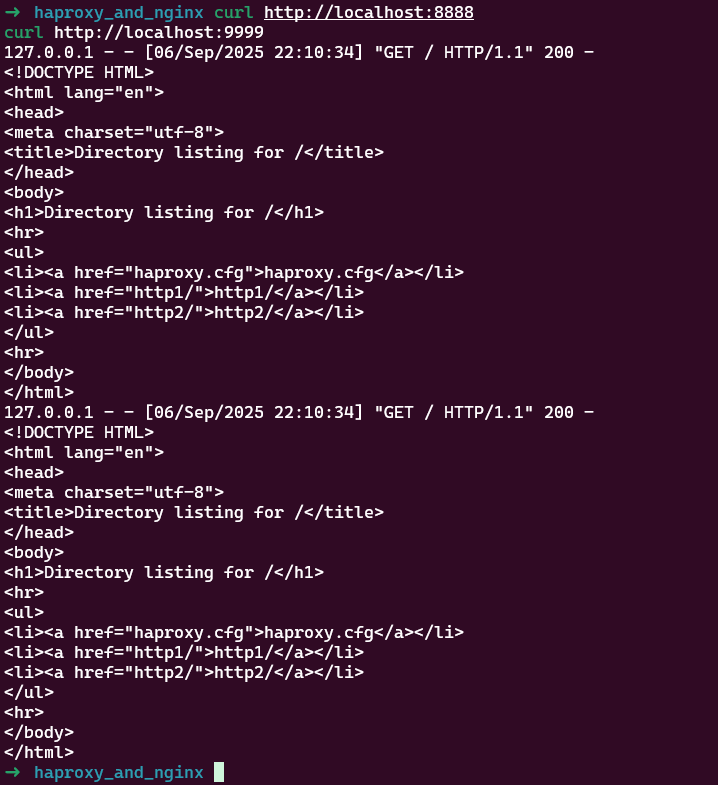 → haproxy_and_nginx curl http://localhost:8888
curl http://localhost:9999
127.0.0.1 - - [06/Sep/2025 22:10:34] "GET / HTTP/1.1" 200 -
<!DOCTYPE HTML>
<html lang="en">
<head>
<meta charset="utf-8">
<title>Directory listing for /</title>
</head>
<body>
<h1>Directory listing for /</h1>
<hr>
<ul>
<li><a href="haproxy.cfg">haproxy.cfg</a></li>
<li><a href="http1/">http1/</a></li>
<li><a href="http2/">http2/</a></li>
</ul>
<hr>
</body>
</html>
127.0.0.1 - - [06/Sep/2025 22:10:34] "GET / HTTP/1.1" 200 -
<!DOCTYPE HTML>
<html lang="en">
<head>
<meta charset="utf-8">
<title>Directory listing for /</title>
</head>
<body>
<h1>Directory listing for /</h1>
<hr>
<ul>
<li><a href="haproxy.cfg">haproxy.cfg</a></li>
<li><a href="http1/">http1/</a></li>
<li><a href="http2/">http2/</a></li>
</ul>
<hr>
</body>
</html>
→ haproxy_and_nginx